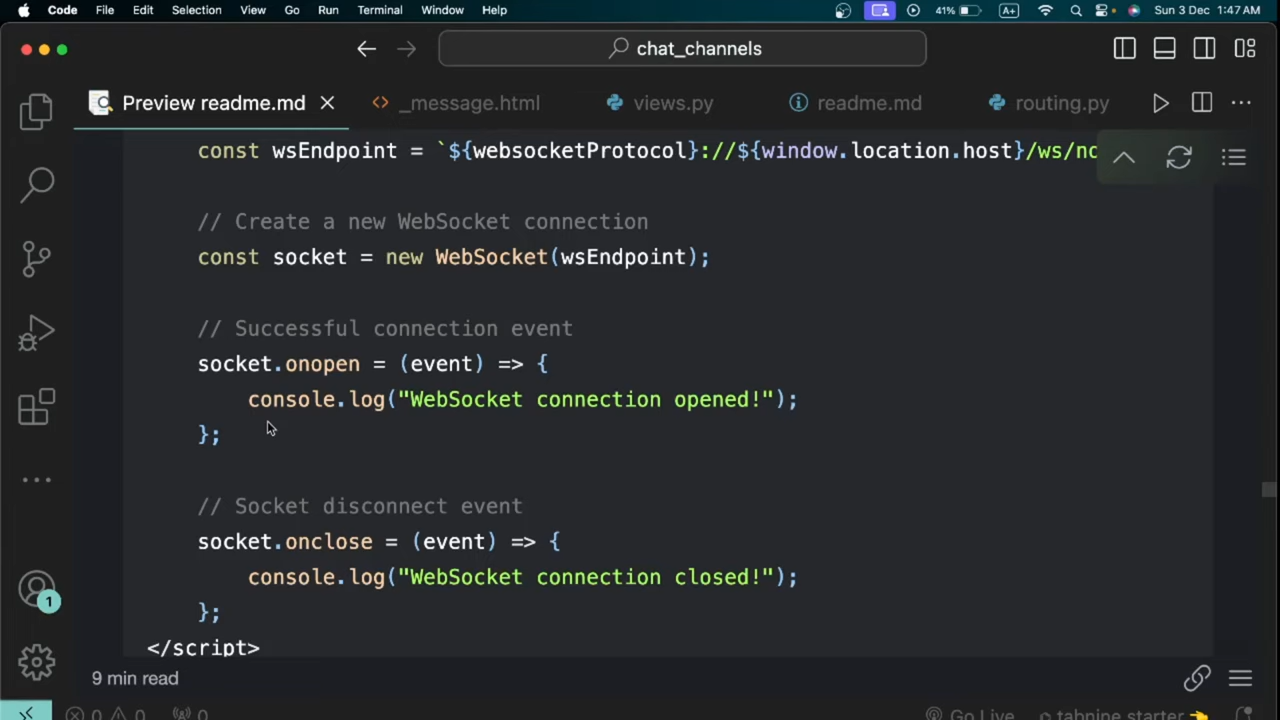 Code File Edit Selection View Go Run Terminal Window Help 41% A+ Sun 3 Dec 1:47 AM
chat_channels
Preview readme.md _message.html views.py readme.md routing.py
const wsEndpoint = `${websocketProtocol}://${window.location.host}/ws/no
// Create a new WebSocket connection
const socket = new WebSocket(wsEndpoint);
// Successful connection event
socket.onopen = (event) => {
console.log("WebSocket connection opened!");
};
// Socket disconnect event
socket.onclose = (event) => {
console.log("WebSocket connection closed!");
};
</script>
1
9 min read
0 0 0 Go Live tabnine starter